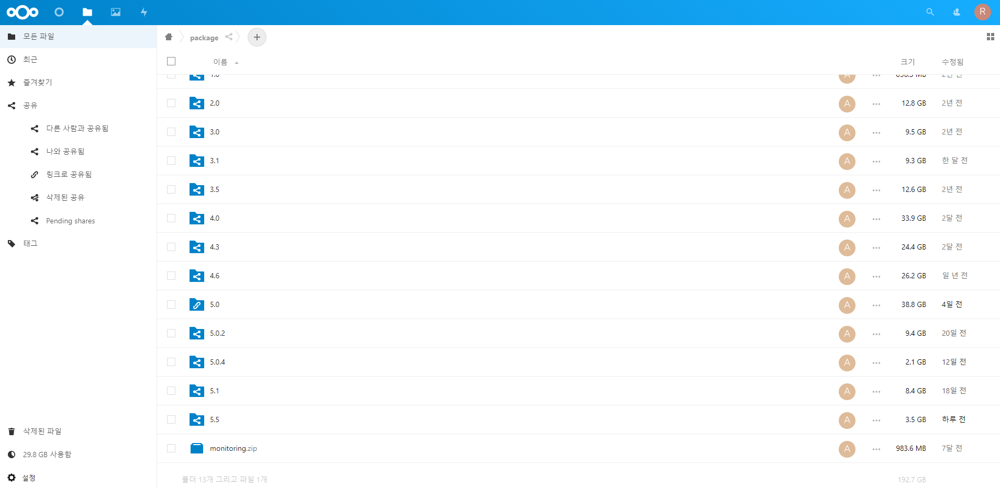 R
모든 파일
최근
즐겨찾기
공유
다른 사람과 공유됨
나와 공유됨
링크로 공유됨
삭제된 공유
Pending shares
태그
삭제된 파일
29.8 GB 사용함
설정
package
이름 크기 수정됨
1.0 A
2.0 A 12.8 GB 2년 전
3.0 A 9.5 GB 2년 전
3.1 A 9.3 GB 한 달 전
3.5 A 12.6 GB 2년 전
4.0 A 33.9 GB 2달 전
4.3 A 24.4 GB 2달 전
4.6 A 26.2 GB 일 년 전
5.0 A 38.8 GB 4일 전
5.0.2 A 9.4 GB 20일 전
5.0.4 A 2.1 GB 12일 전
5.1 A 8.4 GB 18일 전
5.5 A 3.5 GB 하루 전
monitoring.zip A 983.6 MB 7달 전
폴더 13개 그리고 파일 1개 192.7 GB